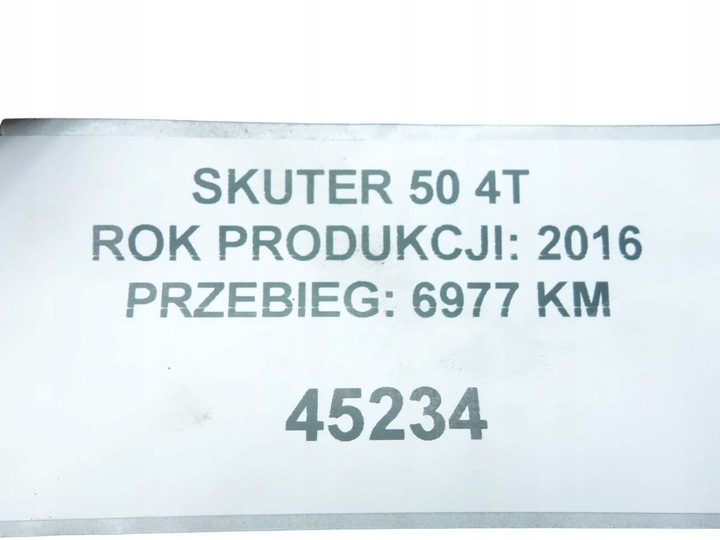 SKUTER 50 4T
ROK PRODUKCJI: 2016
PRZEBIEG: 6977 KM
45234